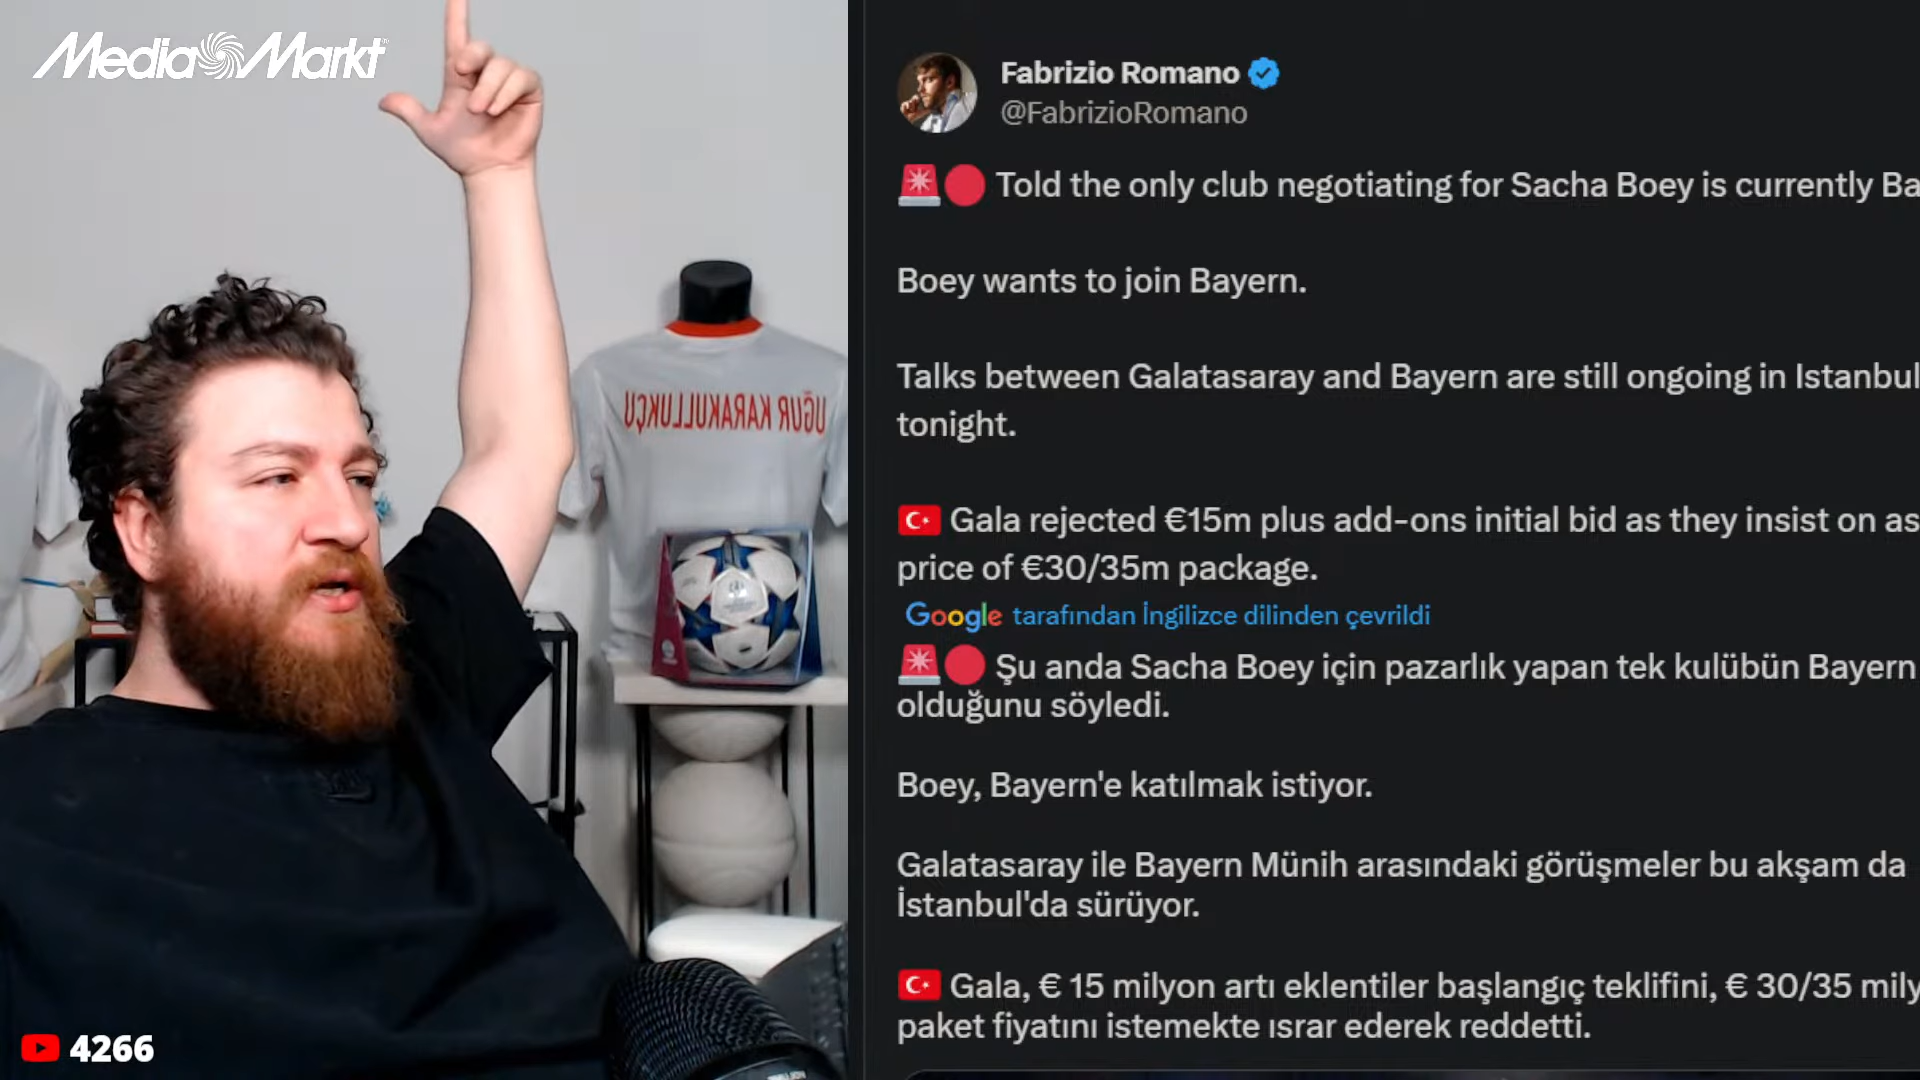 MediaMarkt
Fabrizio Romano
@FabrizioRomano
Told the only club negotiating for Sacha Boey is currently Ba
Boey wants to join Bayern.
Talks between Galatasaray and Bayern are still ongoing in Istanbul
tonight.
Gala rejected €15m plus add-ons initial bid as they insist on as
price of €30/35m package.
Google tarafından İngilizce dilinden çevrildi
Şu anda Sacha Boey için pazarlık yapan tek kulübün Bayern
olduğunu söyledi.
Boey, Bayern'e katılmak istiyor.
Galatasaray ile Bayern Münih arasındaki görüşmeler bu akşam da
İstanbul'da sürüyor.
Gala, € 15 milyon artı eklentiler başlangıç teklifini, € 30/35 mily
paket fiyatını istemekte ısrar ederek reddetti.
UĞUR KARAKULLUKÇU
4266